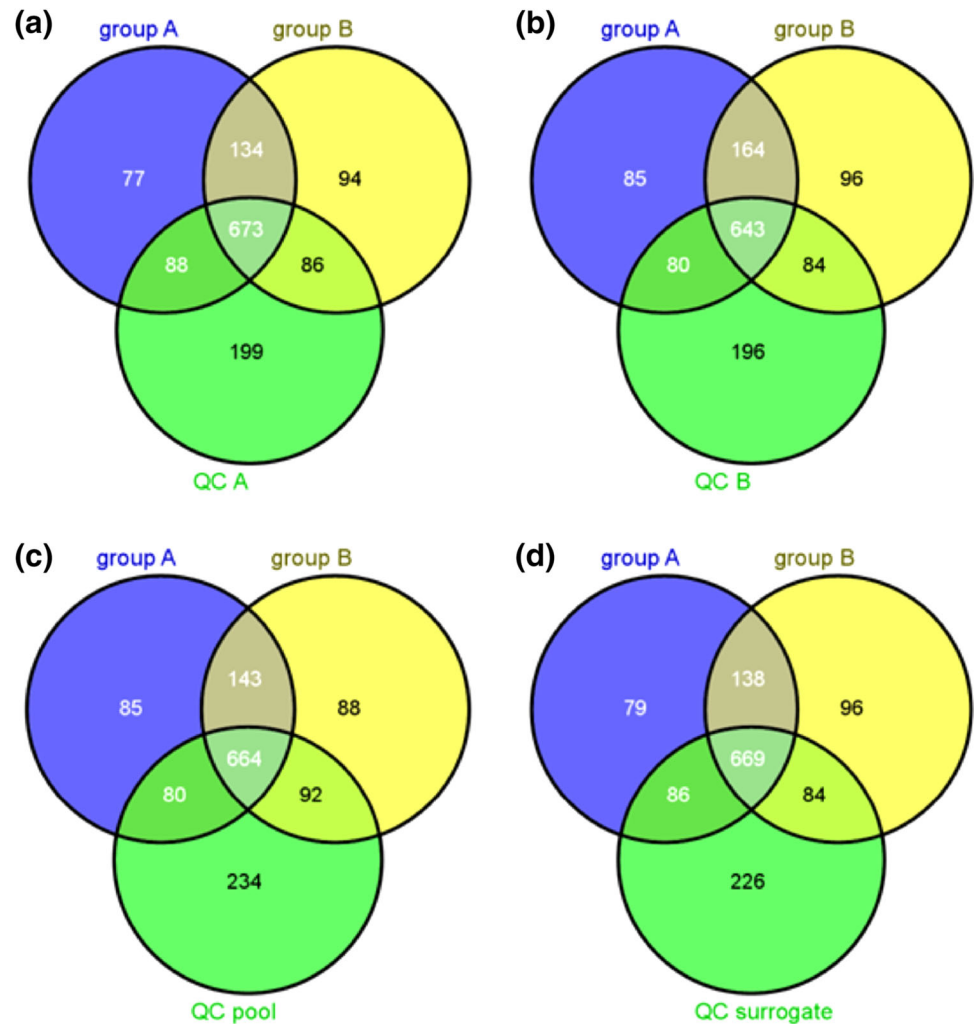 (a)
group A
group B
77
134
94
673
88
86
199
QC A
(b)
group A
group B
85
164
96
643
80
84
196
QC B
(c)
group A
group B
85
143
88
664
80
92
234
QC pool
(d)
group A
group B
79
138
96
669
86
84
226
QC surrogate